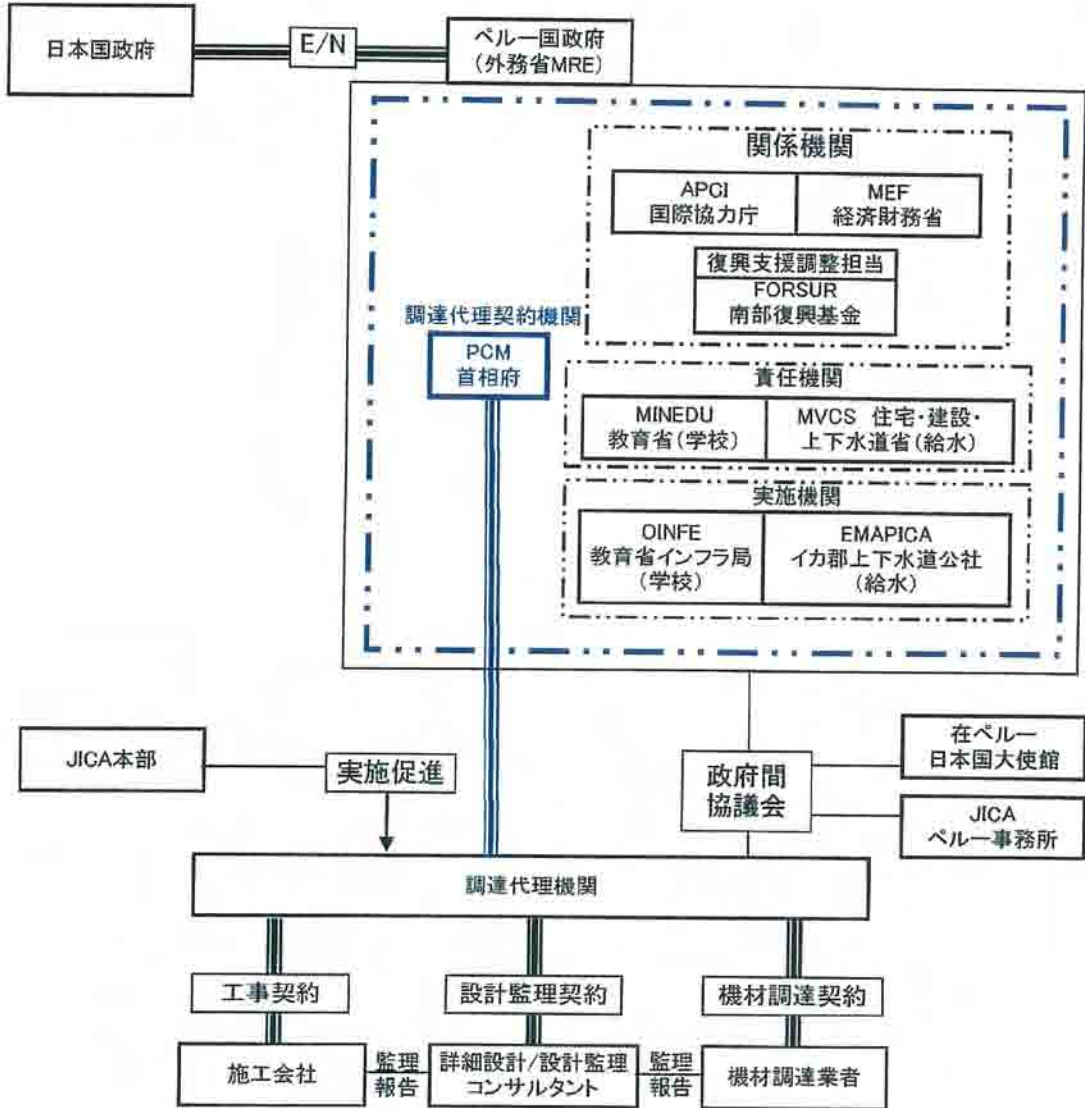 日本国政府
E/N
ペルー国政府
（外務省MRE）
関係機関
APCI
国際協力庁
MEF
経済財務省
復興支援調整担当
FORSUR
南部復興基金
調達代理契約機関
PCM
首相府
責任機関
MINEDU
教育省（学校）
MVCS 住宅・建設・
上下水道省（給水）
実施機関
OINFE
教育省インフラ局
（学校）
EMAPICA
イカ郡上下水道公社
（給水）
JICA本部
実施促進
政府間
協議会
在ペルー
日本国大使館
JICA
ペルー事務所
調達代理機関
工事契約
設計監理契約
機材調達契約
施工会社
監理
報告
詳細設計/設計監理
コンサルタント
監理
報告
機材調達業者